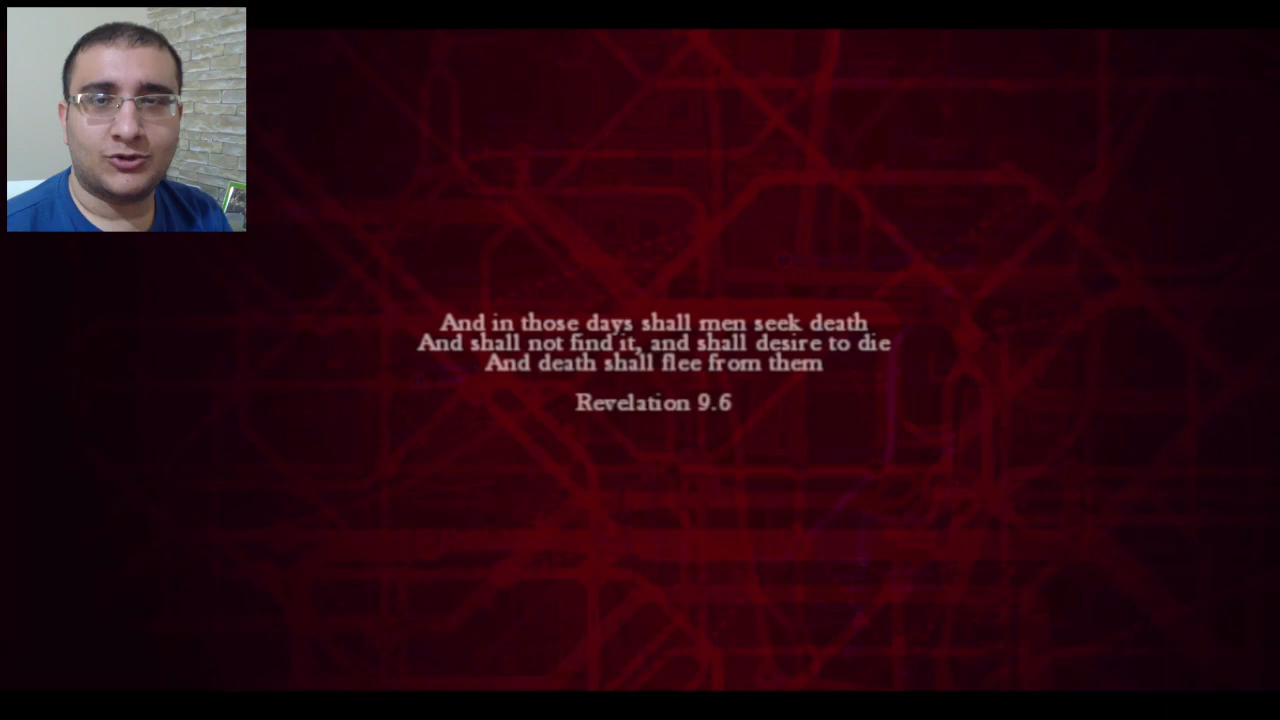 And in those days shall men seek death
And shall not find it, and shall desire to die
And death shall flee from them
Revelation 9.6